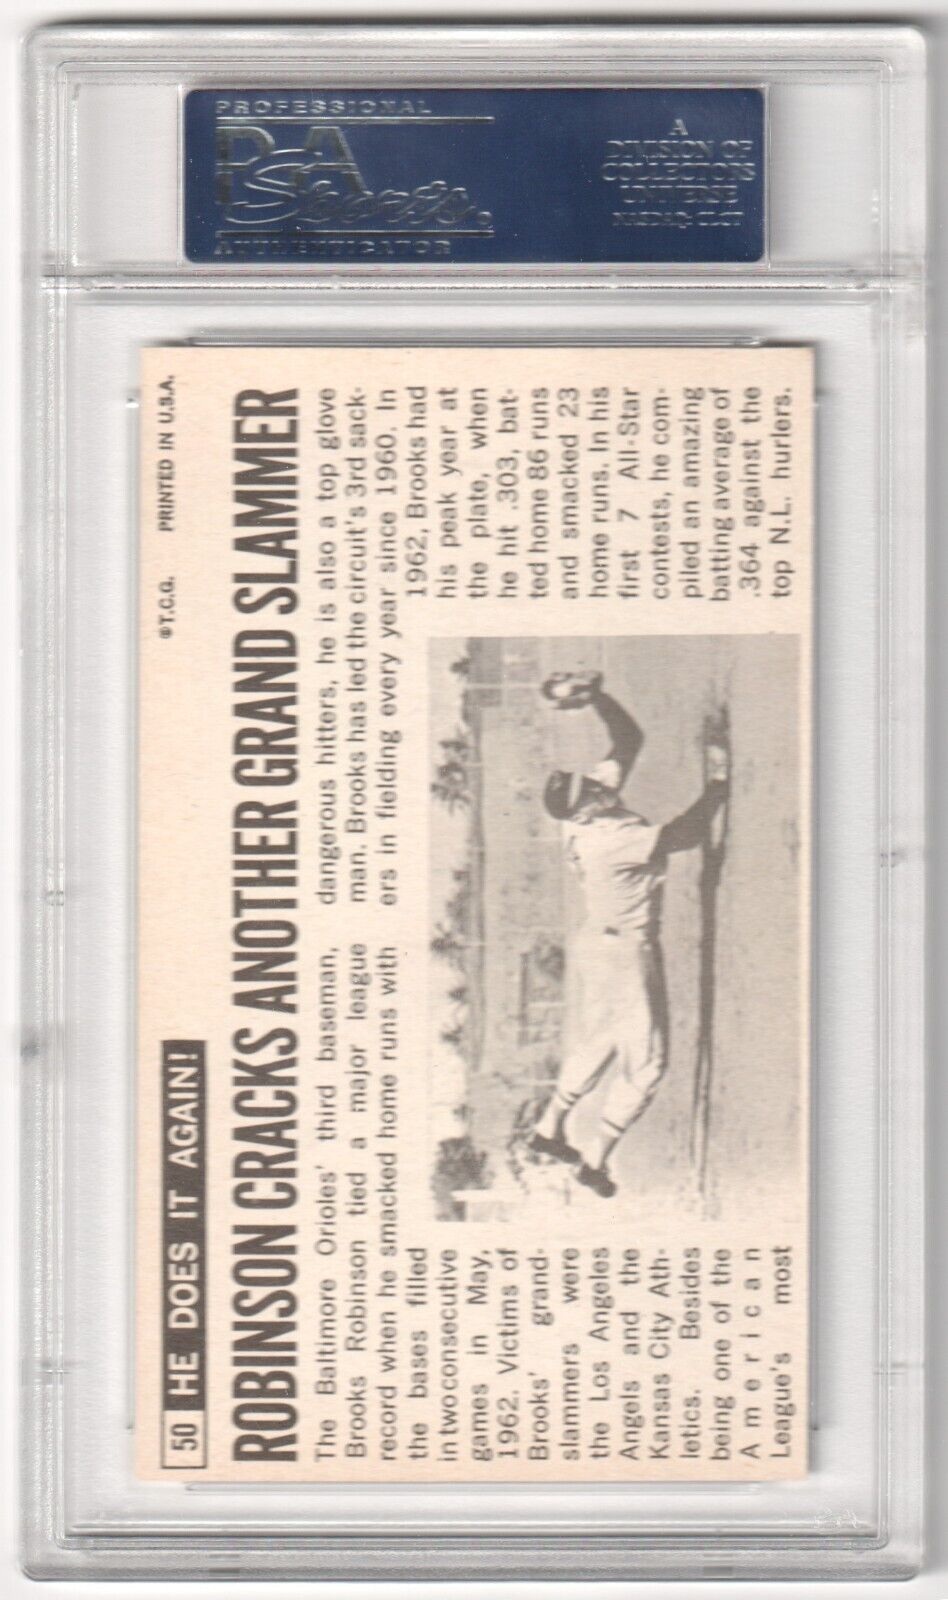 PROFESSIONAL
PSA
Sports
AUTHENTICATOR
A
DIVISION OF
COLLECTORS
UNIVERSE
NASDAQ: CLCT
50 HE DOES IT AGAIN!
©T.C.G. PRINTED IN U.S.A.
ROBINSON CRACKS ANOTHER GRAND SLAMMER
The Baltimore Orioles' third baseman,
Brooks Robinson tied a major league
record when he smacked home runs with
the bases filled
in two consecutive
games in May,
1962. Victims of
Brooks' grand-
slammers were
the Los Angeles
Angels and the
Kansas City Ath-
letics. Besides
being one of the
American
League's most
dangerous hitters, he is also a top glove
man. Brooks has led the circuit's 3rd sack-
ers in fielding every year since 1960. In
1962, Brooks had
his peak year at
the plate, when
he hit .303, bat-
ted home 86 runs
and smacked 23
home runs. In his
first 7 All-Star
contests, he com-
piled an amazing
batting average of
.364 against the
top N.L. hurlers.